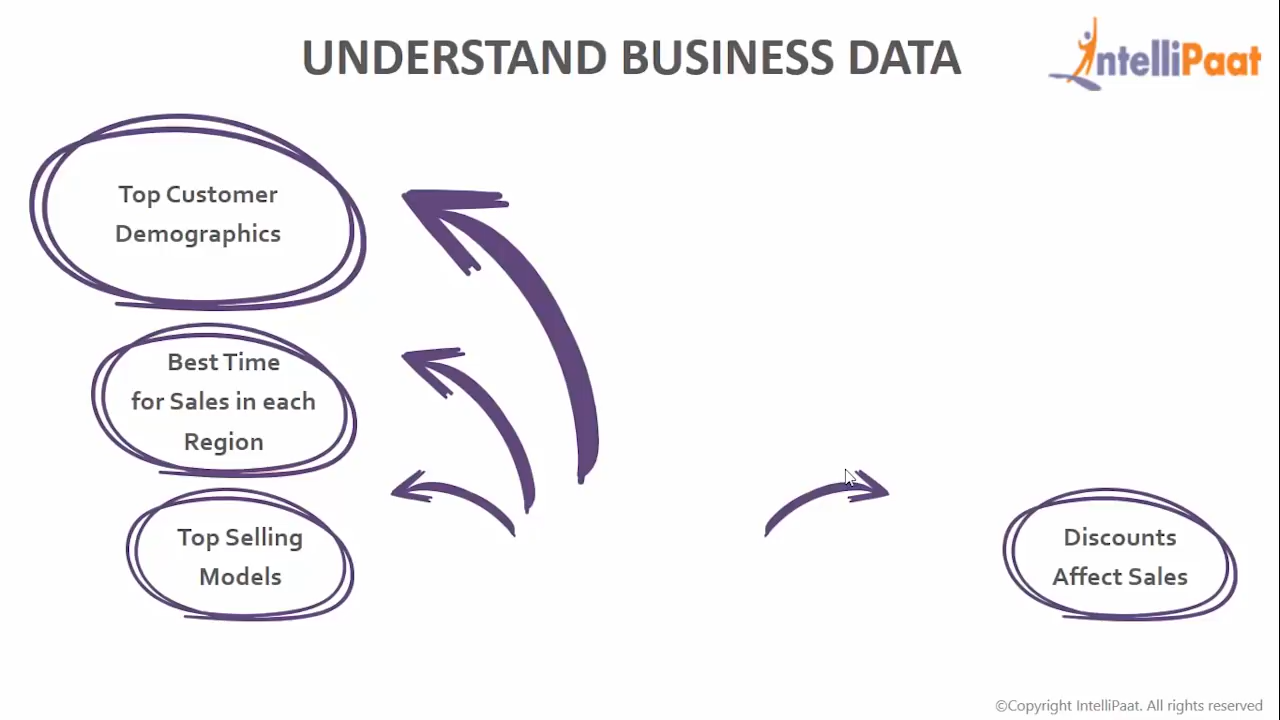 UNDERSTAND BUSINESS DATA
IntelliPaat
Top Customer
Demographics
Best Time
for Sales in each
Region
Top Selling
Models
Discounts
Affect Sales
©Copyright IntelliPaat. All rights reserved